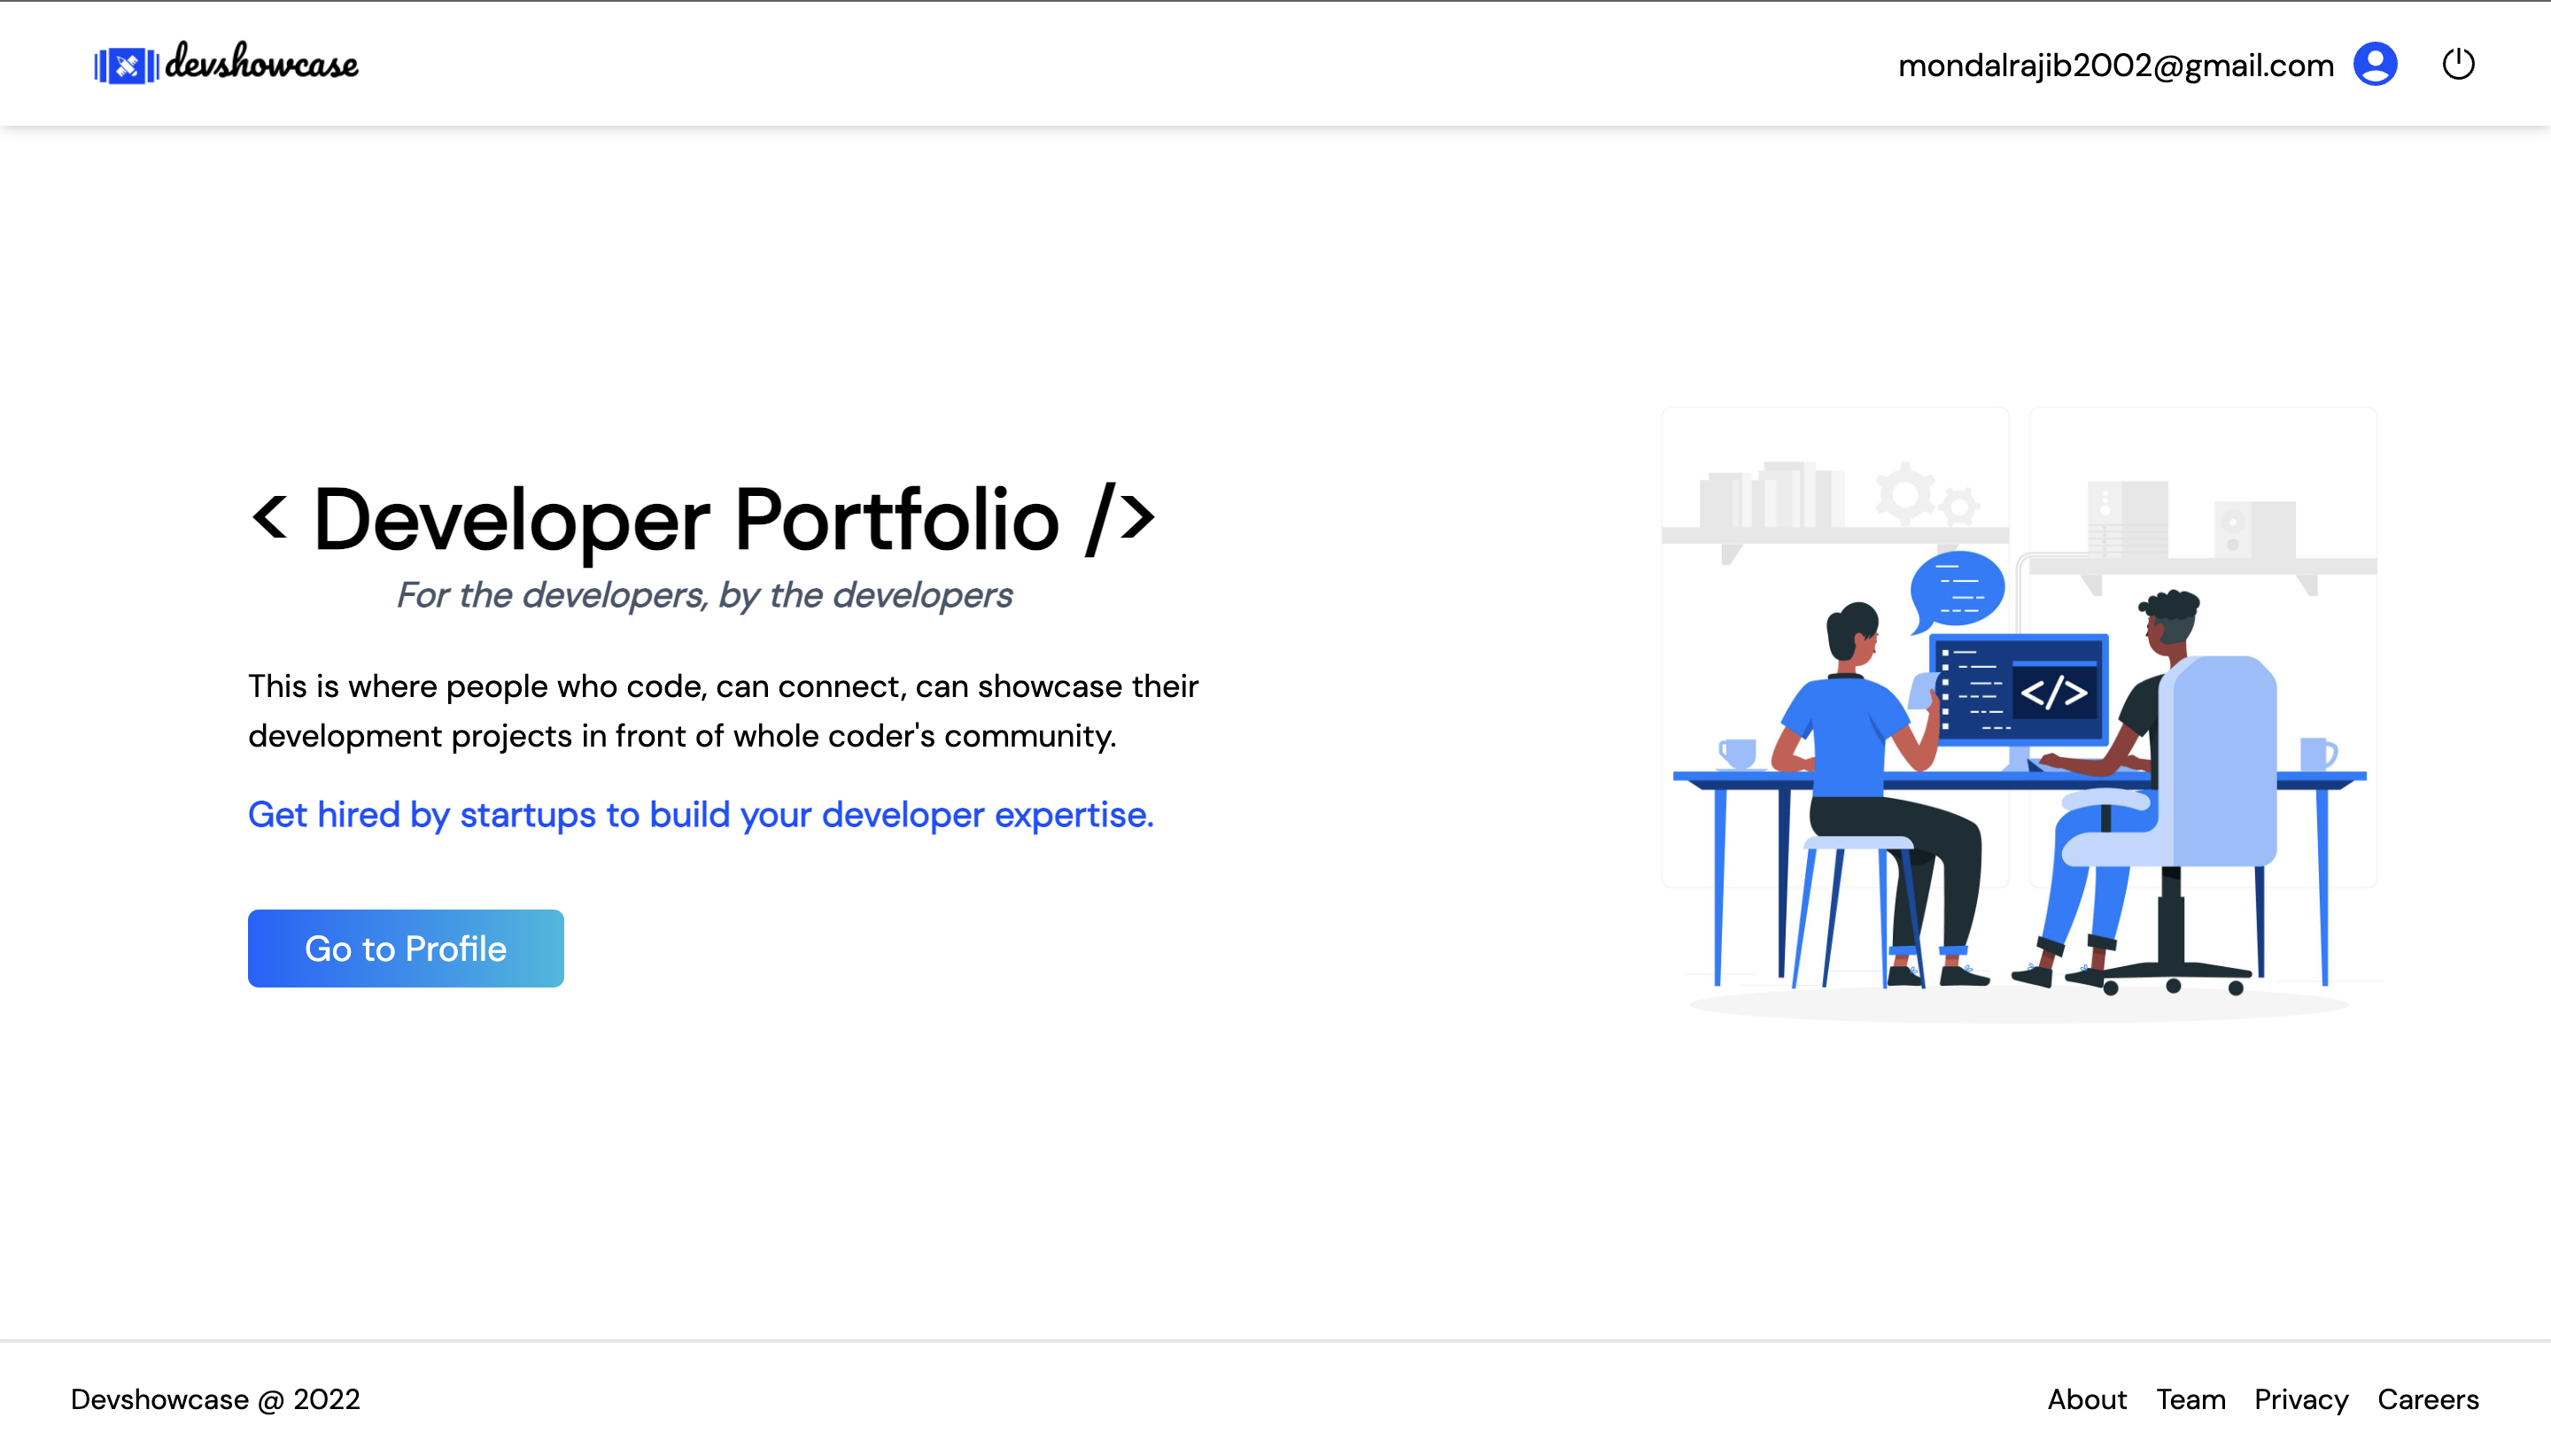 devshowcase
mondalrajib2002@gmail.com
< Developer Portfolio />
For the developers, by the developers
This is where people who code, can connect, can showcase their
development projects in front of whole coder's community.
Get hired by startups to build your developer expertise.
</>
Go to Profile
Devshowcase @ 2022
About Team Privacy Careers